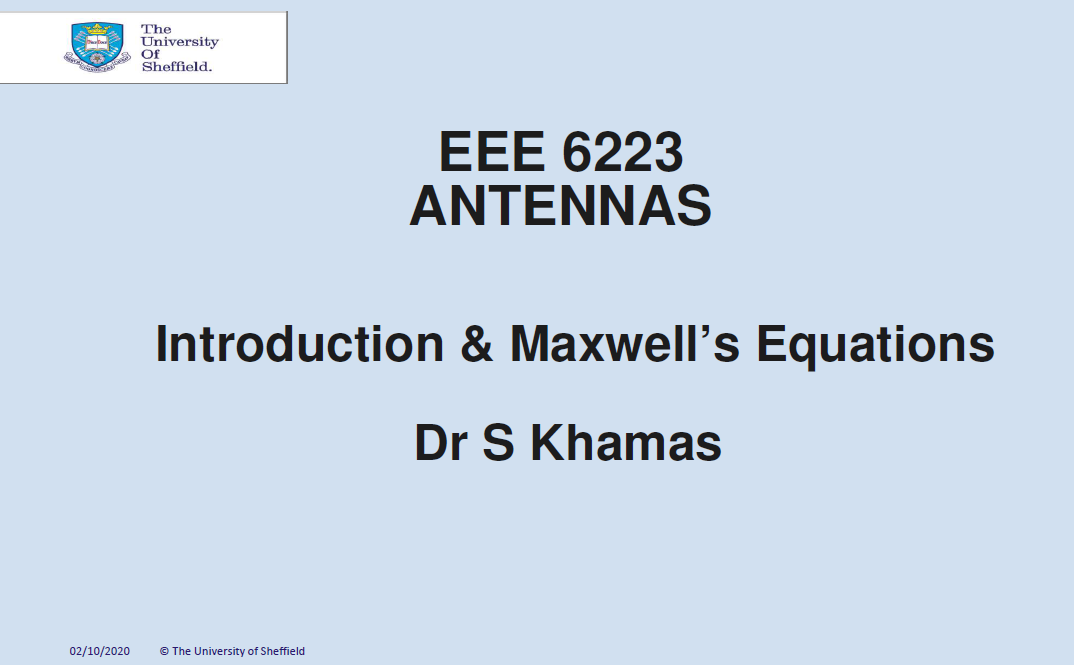 The
University
Of
Sheffield.
EEE 6223
ANTENNAS
Introduction & Maxwell’s Equations
Dr S Khamas
02/10/2020 © The University of Sheffield